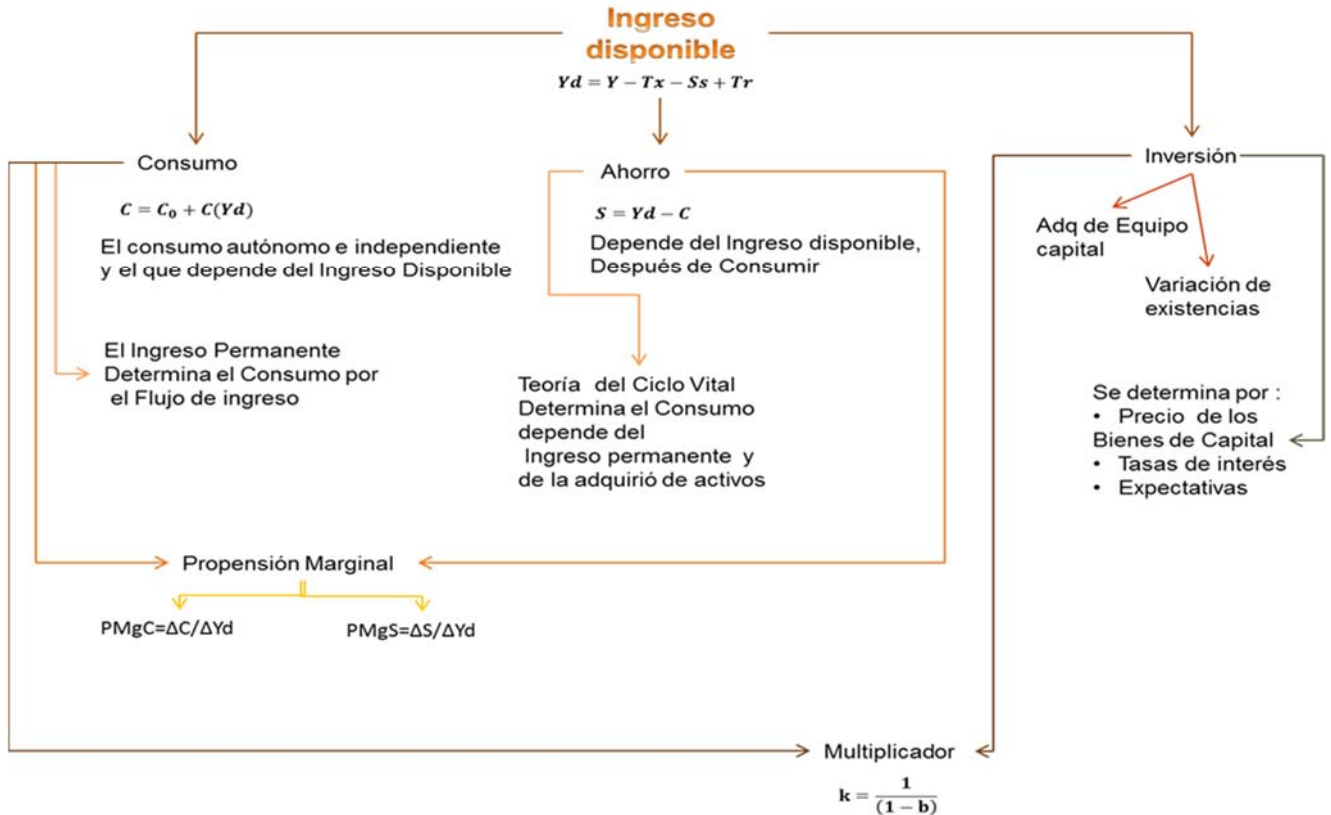 Ingreso
disponible
Yd = Y − Tx − Ss + Tr
Consumo
C = C₀ + C(Yd)
El consumo autónomo e independiente
y el que depende del Ingreso Disponible
El Ingreso Permanente
Determina el Consumo por
el Flujo de ingreso
Ahorro
S = Yd − C
Depende del Ingreso disponible,
Después de Consumir
Teoría del Ciclo Vital
Determina el Consumo
depende del
Ingreso permanente y
de la adquirió de activos
Inversión
Adq de Equipo
capital
Variación de
existencias
Se determina por :
• Precio de los
Bienes de Capital
• Tasas de interés
• Expectativas
Propensión Marginal
PMgC=ΔC/ΔYd
PMgS=ΔS/ΔYd
Multiplicador
k = 1 / (1 − b)